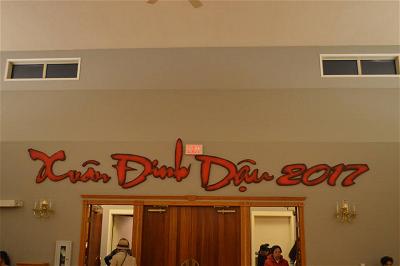 Xuân Đinh Dậu 2017